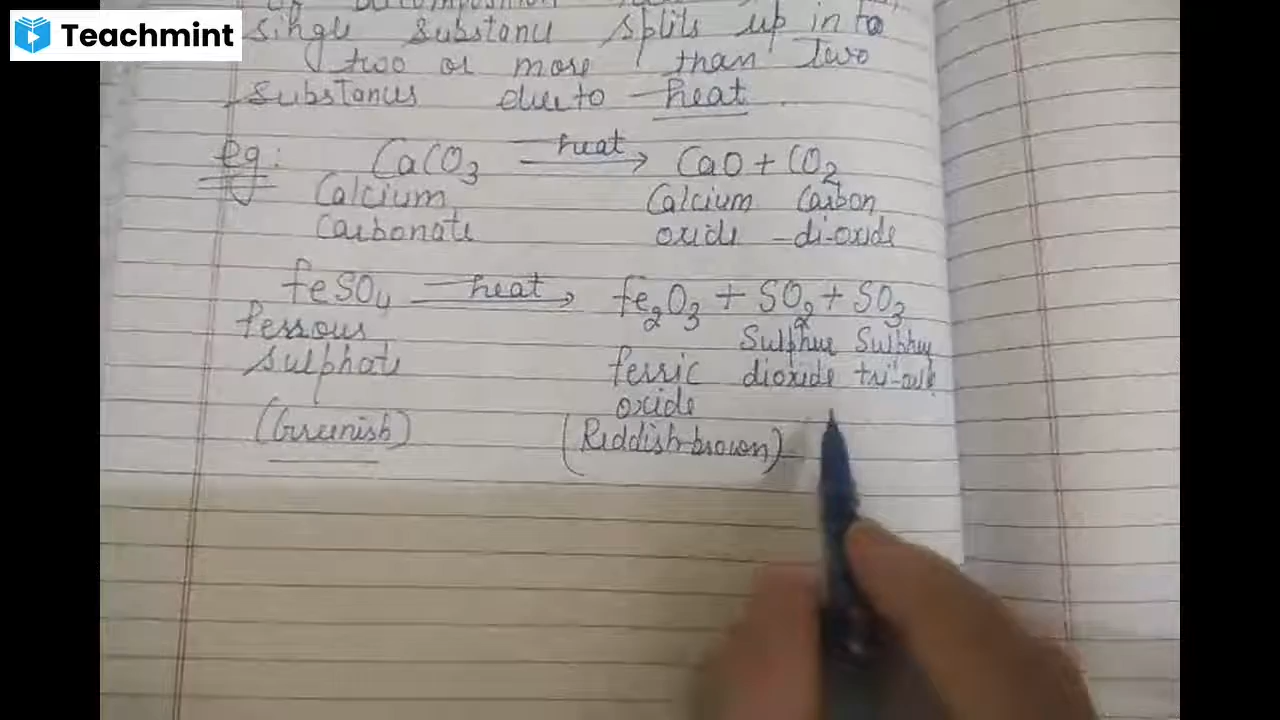 Teachmint
single substance splits up into
two or more than Two
substances due to heat.
eg: CaCO3 heat → CaO + CO2
Calcium Calcium Carbon
Carbonate oxide di-oxide
FeSO4 heat → Fe2O3 + SO2 + SO3
ferrous Sulphur Sulphur
sulphate ferric dioxide
oxide
(Greenish) (Reddish-brown)